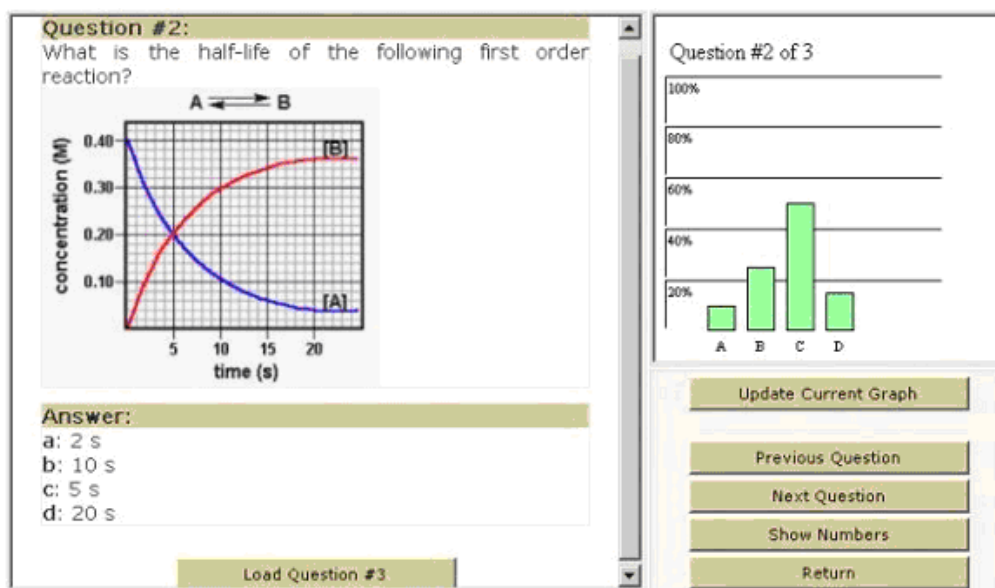 Question #2:
What is the half-life of the following first order
reaction?
A ⇌ B
concentration (M)
0.40
0.30
0.20
0.10
[B]
[A]
5 10 15 20
time (s)
Answer:
a: 2 s
b: 10 s
c: 5 s
d: 20 s
Load Question #3
Question #2 of 3
100%
80%
60%
40%
20%
A B C D
Update Current Graph
Previous Question
Next Question
Show Numbers
Return